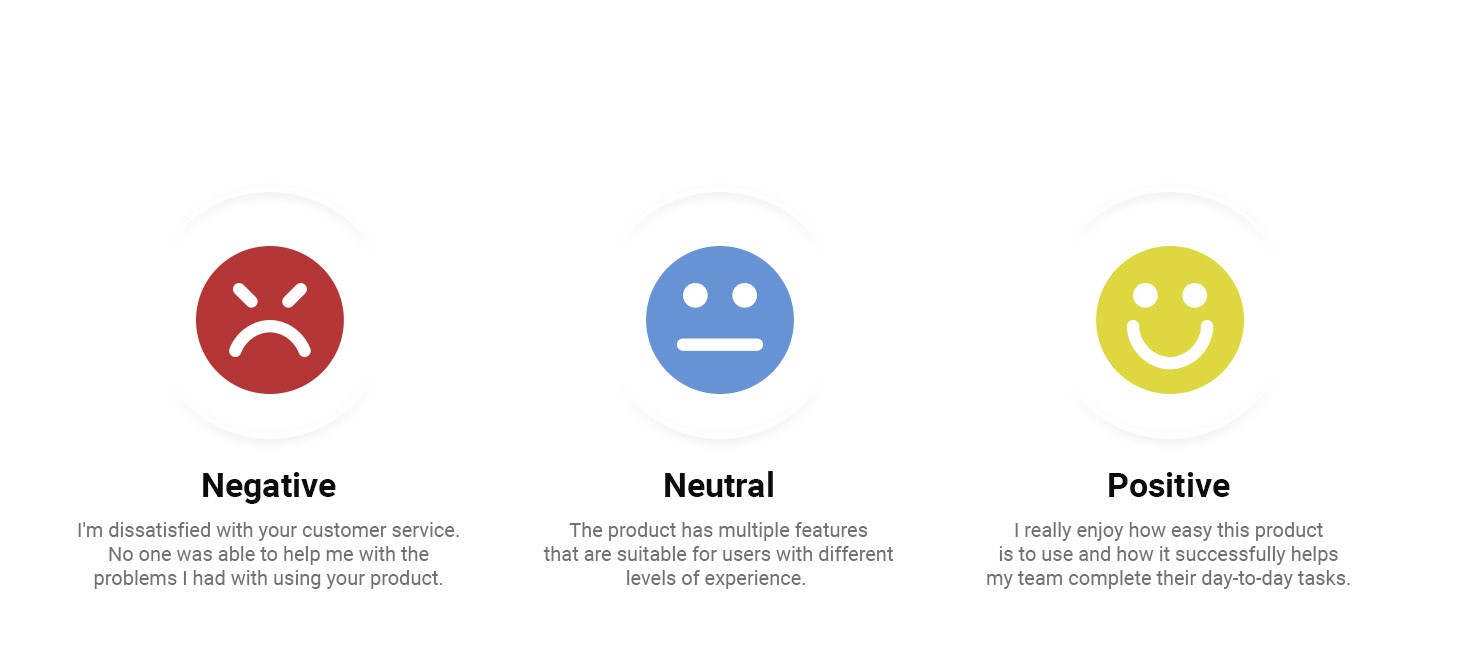 Negative
I'm dissatisfied with your customer service.
No one was able to help me with the
problems I had with using your product.
Neutral
The product has multiple features
that are suitable for users with different
levels of experience.
Positive
I really enjoy how easy this product
is to use and how it successfully helps
my team complete their day-to-day tasks.